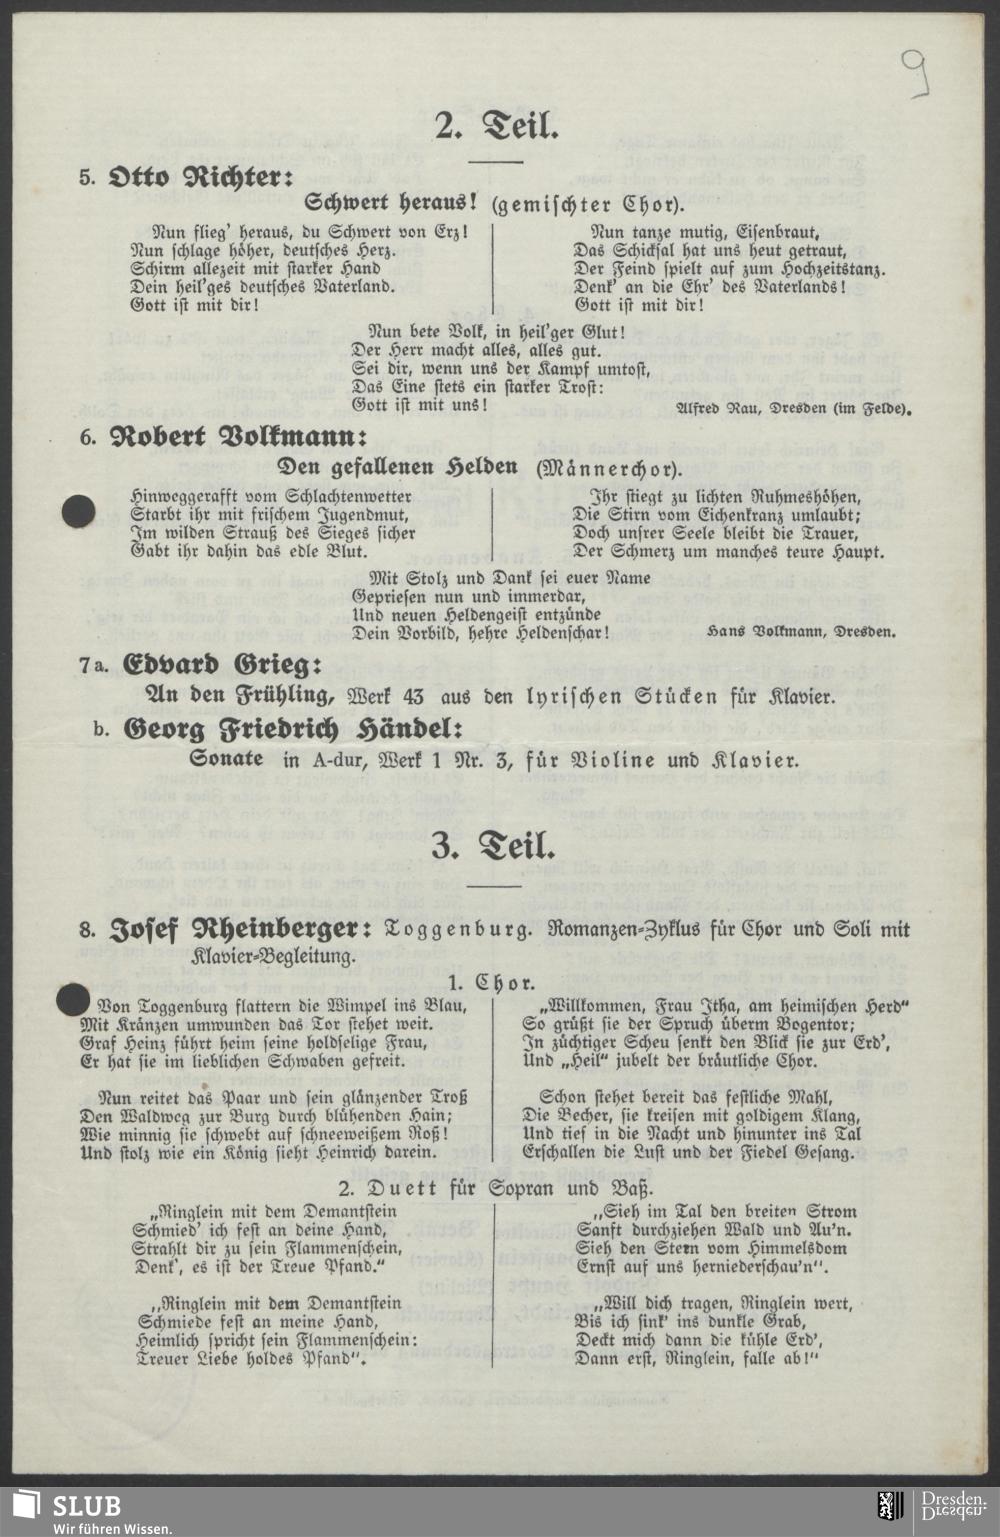 9
2. Teil.
5. Otto Richter:
Schwert heraus! (gemischter Chor).
Nun flieg' heraus, du Schwert von Erz!
Nun schlage höher, deutsches Herz.
Schirm allezeit mit starker Hand
Dein heil'ges deutsches Vaterland.
Gott ist mit dir!
Nun tanze mutig, Eisenbraut,
Das Schicksal hat uns heut getraut,
Der Feind spielt auf zum Hochzeitstanz.
Denk' an die Ehr' des Vaterlands!
Gott ist mit dir!
Nun bete Volk, in heil'ger Glut!
Der Herr macht alles, alles gut.
Sei dir, wenn uns der Kampf umtost,
Das Eine stets ein starker Trost:
Gott ist mit uns!
Alfred Rau, Dresden (im Felde).
6. Robert Volkmann:
Den gefallenen Helden (Männerchor).
Hinweggerafft vom Schlachtenwetter
Starbt ihr mit frischem Jugendmut,
Im wilden Strauß des Sieges sicher
Gabt ihr dahin das edle Blut.
Ihr stiegt zu lichten Ruhmeshöhen,
Die Stirn vom Eichenkranz umlaubt;
Doch unsrer Seele bleibt die Trauer,
Der Schmerz um manches teure Haupt.
Mit Stolz und Dank sei euer Name
Gepriesen nun und immerdar,
Und neuen Heldengeist entzünde
Dein Vorbild, hehre Heldenschar!
Hans Volkmann, Dresden.
7a. Edvard Grieg:
An den Frühling, Werk 43 aus den lyrischen Stücken für Klavier.
b. Georg Friedrich Händel:
Sonate in A-dur, Werk 1 Nr. 3, für Violine und Klavier.
3. Teil.
8. Josef Rheinberger: Toggenburg. Romanzen-Zyklus für Chor und Soli mit
Klavier-Begleitung.
1. Chor.
Von Toggenburg flattern die Wimpel ins Blau,
Mit Kränzen umwunden das Tor stehet weit.
Graf Heinz führt heim seine holdselige Frau,
Er hat sie im lieblichen Schwaben gefreit.
Nun reitet das Paar und sein glänzender Troß
Den Waldweg zur Burg durch blühenden Hain;
Wie minnig sie schwebt auf schneeweißem Roß!
Und stolz wie ein König sieht Heinrich darein.
„Willkommen, Frau Itha, am heimischen Herd"
So grüßt sie der Spruch überm Bogentor;
In züchtiger Scheu senkt den Blick sie zur Erd',
Und „Heil" jubelt der bräutliche Chor.
Schon stehet bereit das festliche Mahl,
Die Becher, sie kreisen mit goldigem Klang,
Und tief in die Nacht und hinunter ins Tal
Erschallen die Lust und der Fiedel Gesang.
2. Duett für Sopran und Baß.
„Ringlein mit dem Demantstein
Schmied' ich fest an deine Hand,
Strahlt dir zu sein Flammenschein,
Denk', es ist der Treue Pfand."
„Ringlein mit dem Demantstein
Schmiede fest an meine Hand,
Heimlich spricht sein Flammenschein:
Treuer Liebe holdes Pfand".
„Sieh im Tal den breiten Strom
Sanft durchziehen Wald und Au'n.
Sieh den Stern vom Himmelsdom
Ernst auf uns herniederschau'n".
„Will dich tragen, Ringlein wert,
Bis ich sink' ins dunkle Grab,
Deckt mich dann die kühle Erd',
Dann erst, Ringlein, falle ab!"
SLUB
Wir führen Wissen.
Dresden.
Dresden.